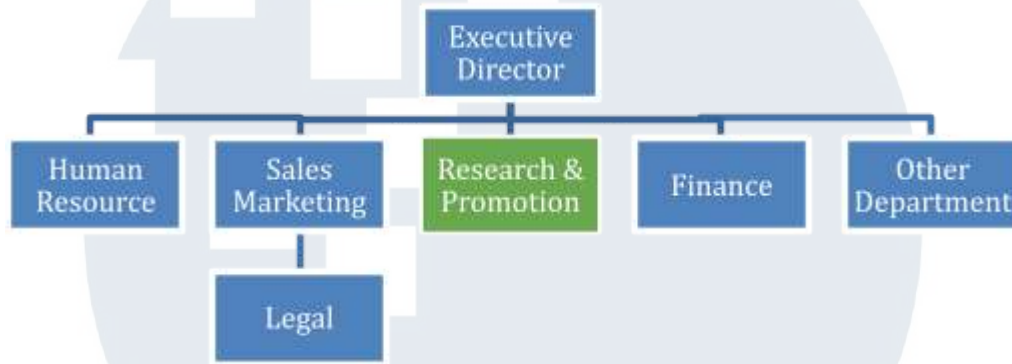 Executive
Director
Human
Resource
Sales
Marketing
Research &
Promotion
Finance
Other
Department
Legal